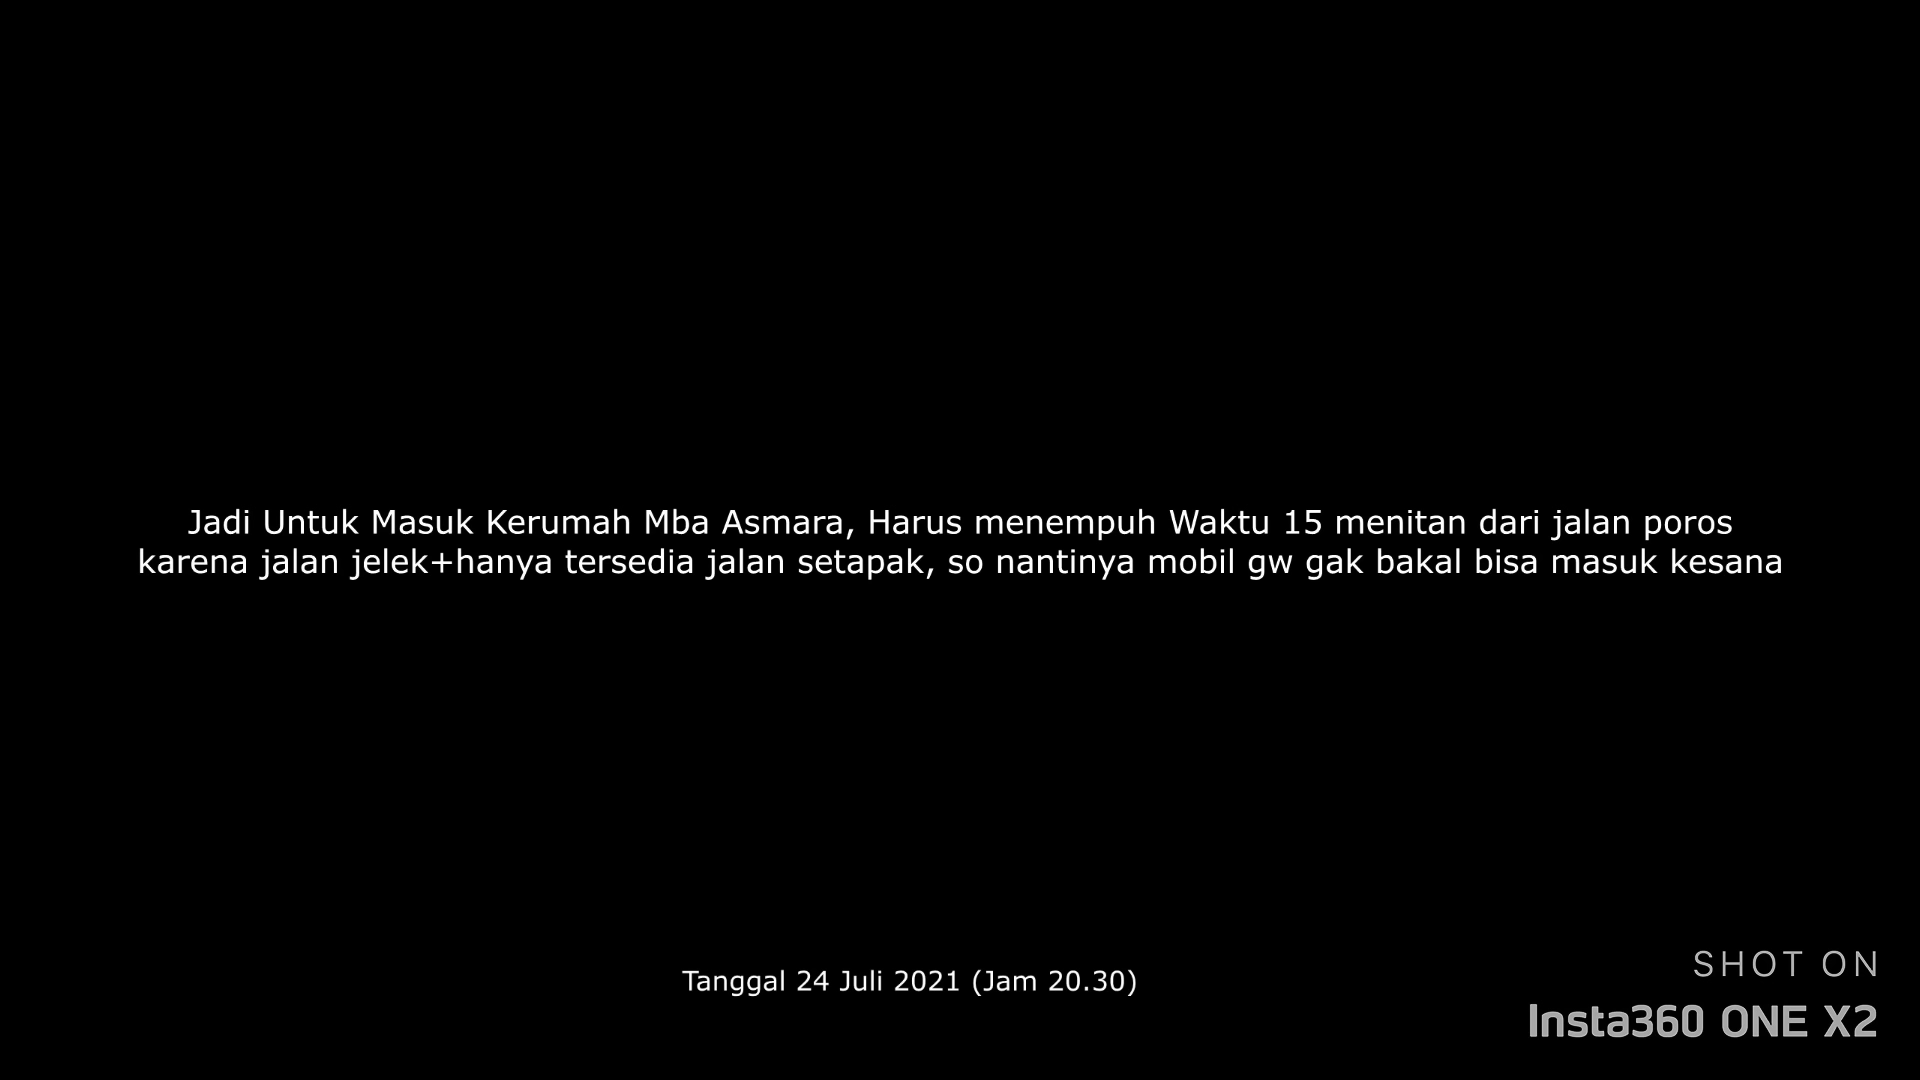 Jadi Untuk Masuk Kerumah Mba Asmara, Harus menempuh Waktu 15 menitan dari jalan poros
karena jalan jelek+hanya tersedia jalan setapak, so nantinya mobil gw gak bakal bisa masuk kesana
Tanggal 24 Juli 2021 (Jam 20.30)
SHOT ON
Insta360 ONE X2